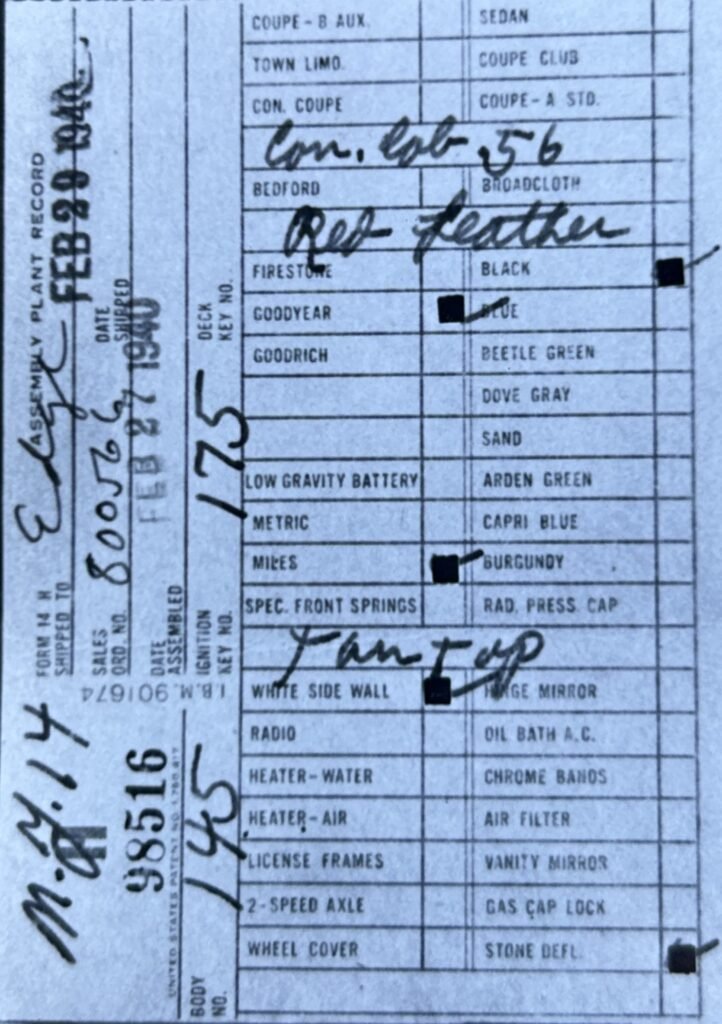 COUPE-B AUX. SEDAN
TOWN LIMO. COUPE CLUB
CON. COUPE COUPE-A STD.
Con. Cab. 56
BEDFORD BROADCLOTH
Red Leather
FIRESTONE BLACK
GOODYEAR BLUE
GOODRICH BEETLE GREEN
DOVE GRAY
SAND
LOW GRAVITY BATTERY ARDEN GREEN
METRIC CAPRI BLUE
MILES BURGUNDY
SPEC. FRONT SPRINGS RAD. PRESS. CAP
Tan Top
WHITE SIDE WALL HINGE MIRROR
RADIO OIL BATH A.C.
HEATER-WATER CHROME BANDS
HEATER-AIR AIR FILTER
LICENSE FRAMES VANITY MIRROR
2-SPEED AXLE GAS CAP LOCK
WHEEL COVER STONE DEFL.
FORM 14 H ASSEMBLY PLANT RECORD
SHIPPED TO Edge FEB 29 1940
SALES ORD. NO. 800566 DATE SHIPPED
DATE ASSEMBLED FEB 27 1940
IGNITION KEY NO. 175 DECK KEY NO.
I.B.M. 901674
M.Y. 14
98516
UNITED STATES PATENT NO. 1,780,621
BODY NO. 145